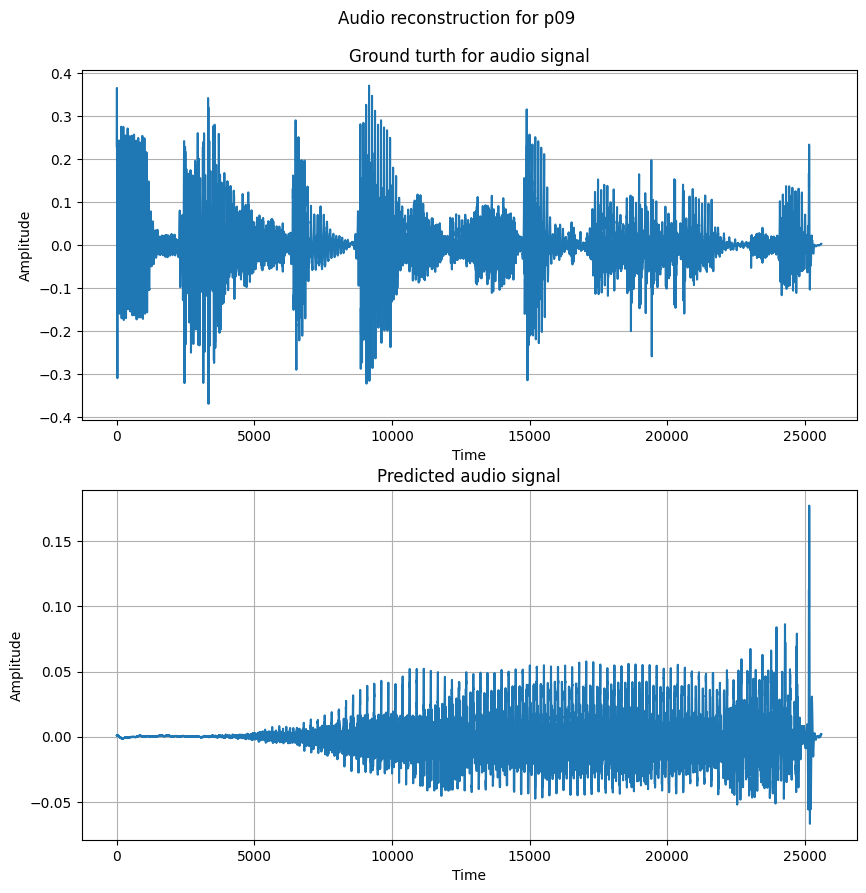 Audio reconstruction for p09
Ground turth for audio signal
0.4
0.3
0.2
0.1
0.0
−0.1
−0.2
−0.3
−0.4
Amplitude
0 5000 10000 15000 20000 25000
Time
Predicted audio signal
0.15
0.10
0.05
0.00
−0.05
Amplitude
0 5000 10000 15000 20000 25000
Time